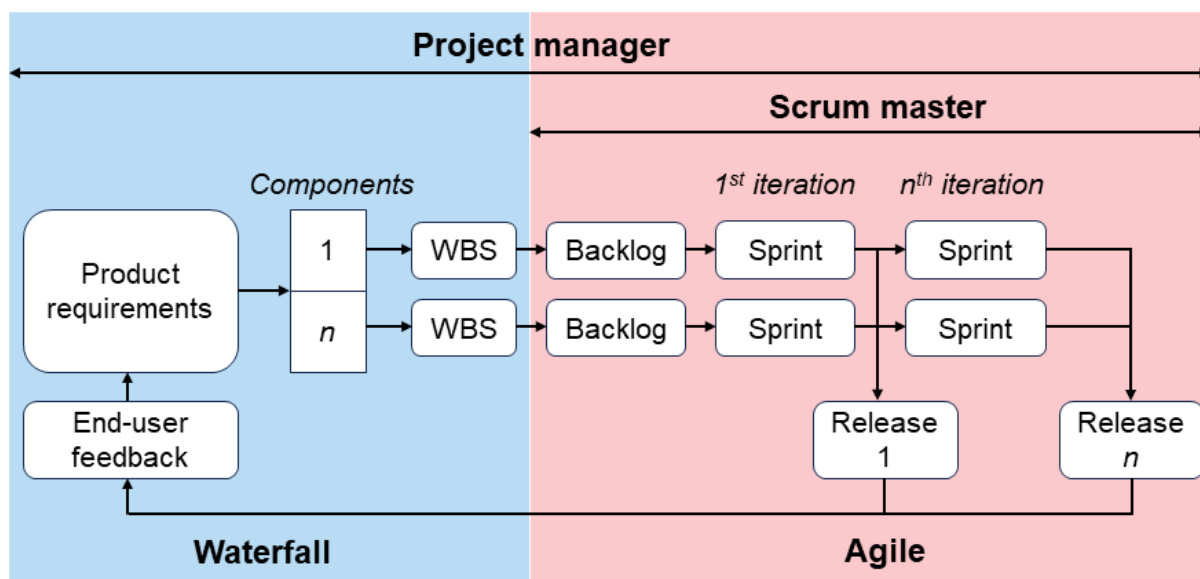 Project manager
Scrum master
Components
1st iteration
nth iteration
Product
requirements
1
WBS
Backlog
Sprint
Sprint
n
WBS
Backlog
Sprint
Sprint
End-user
feedback
Release
1
Release
n
Waterfall
Agile